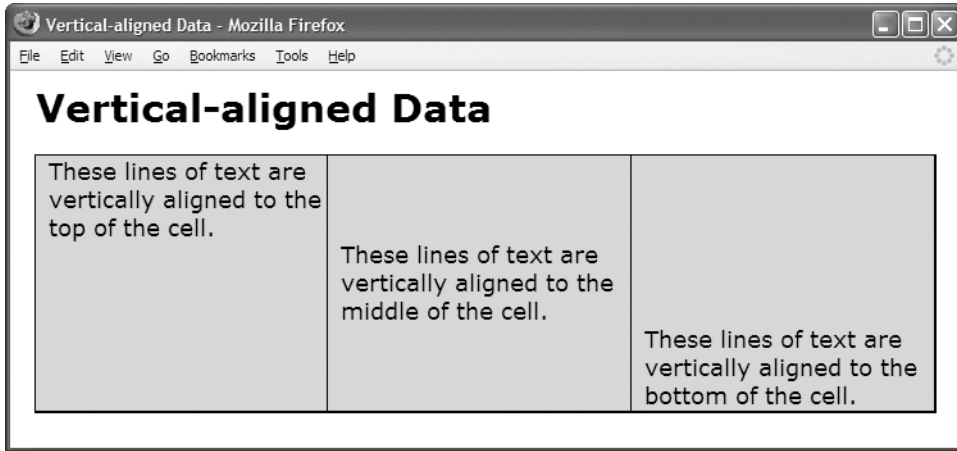 Vertical-aligned Data - Mozilla Firefox
File Edit View Go Bookmarks Tools Help
Vertical-aligned Data
These lines of text are
vertically aligned to the
top of the cell.
These lines of text are
vertically aligned to the
middle of the cell.
These lines of text are
vertically aligned to the
bottom of the cell.